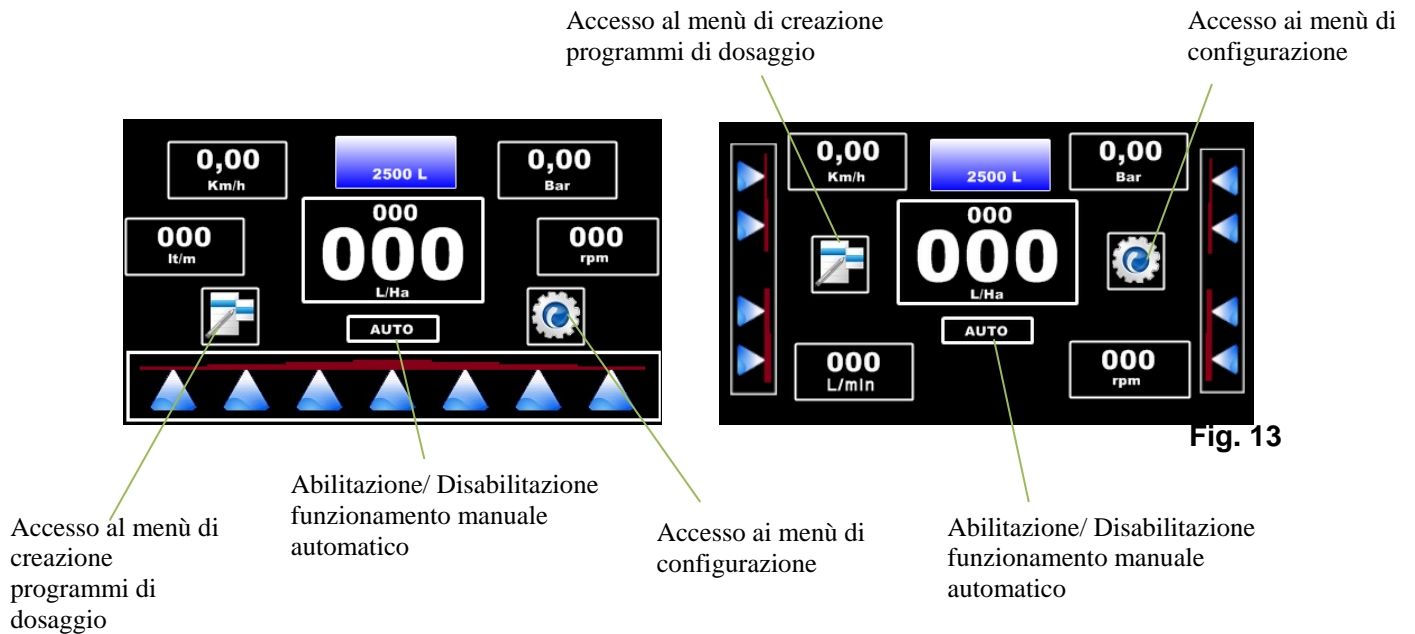 Accesso al menù di creazione
programmi di dosaggio
Accesso ai menù di
configurazione
0,00
Km/h
2500 L
0,00
Bar
000
lt/m
000
000
L/Ha
000
rpm
AUTO
0,00
Km/h
2500 L
0,00
Bar
000
000
L/Ha
AUTO
000
L/min
000
rpm
Fig. 13
Accesso al menù di
creazione
programmi di
dosaggio
Abilitazione/ Disabilitazione
funzionamento manuale
automatico
Accesso ai menù di
configurazione
Abilitazione/ Disabilitazione
funzionamento manuale
automatico